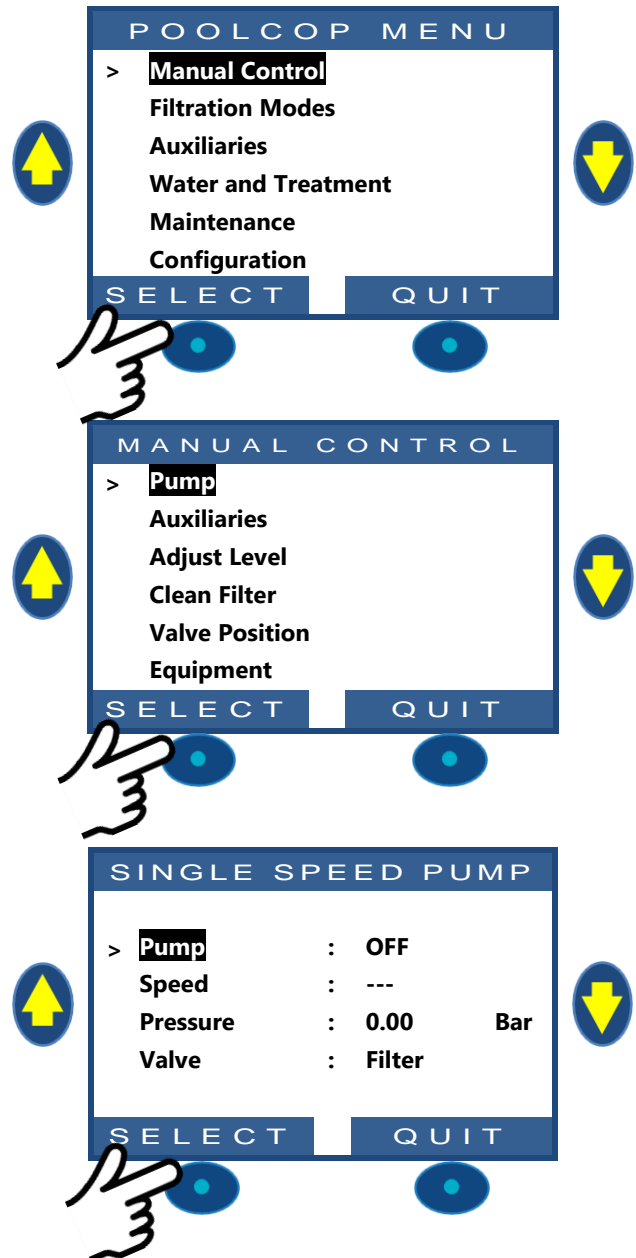 POOLCOP MENU
> Manual Control
Filtration Modes
Auxiliaries
Water and Treatment
Maintenance
Configuration
SELECT QUIT
MANUAL CONTROL
> Pump
Auxiliaries
Adjust Level
Clean Filter
Valve Position
Equipment
SELECT QUIT
SINGLE SPEED PUMP
> Pump : OFF
Speed : ---
Pressure : 0.00 Bar
Valve : Filter
SELECT QUIT